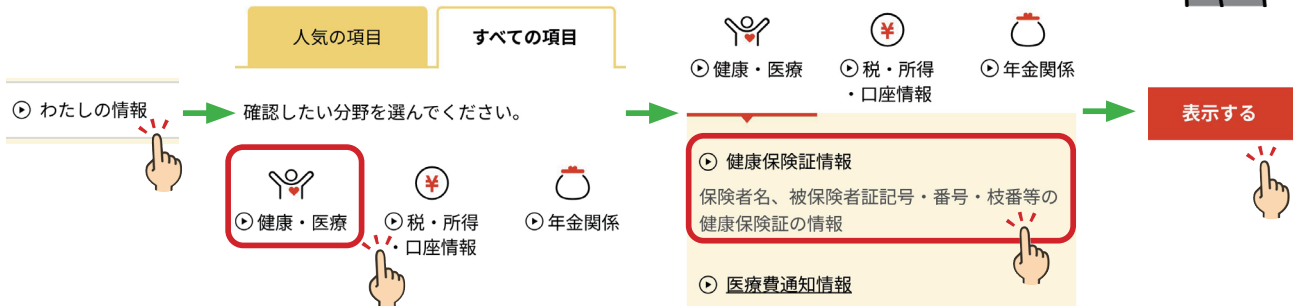 わたしの情報
人気の項目
すべての項目
確認したい分野を選んでください。
健康・医療
税・所得
・口座情報
年金関係
健康・医療
税・所得
・口座情報
年金関係
健康保険証情報
保険者名、被保険者証記号・番号・枝番等の
健康保険証の情報
医療費通知情報
表示する